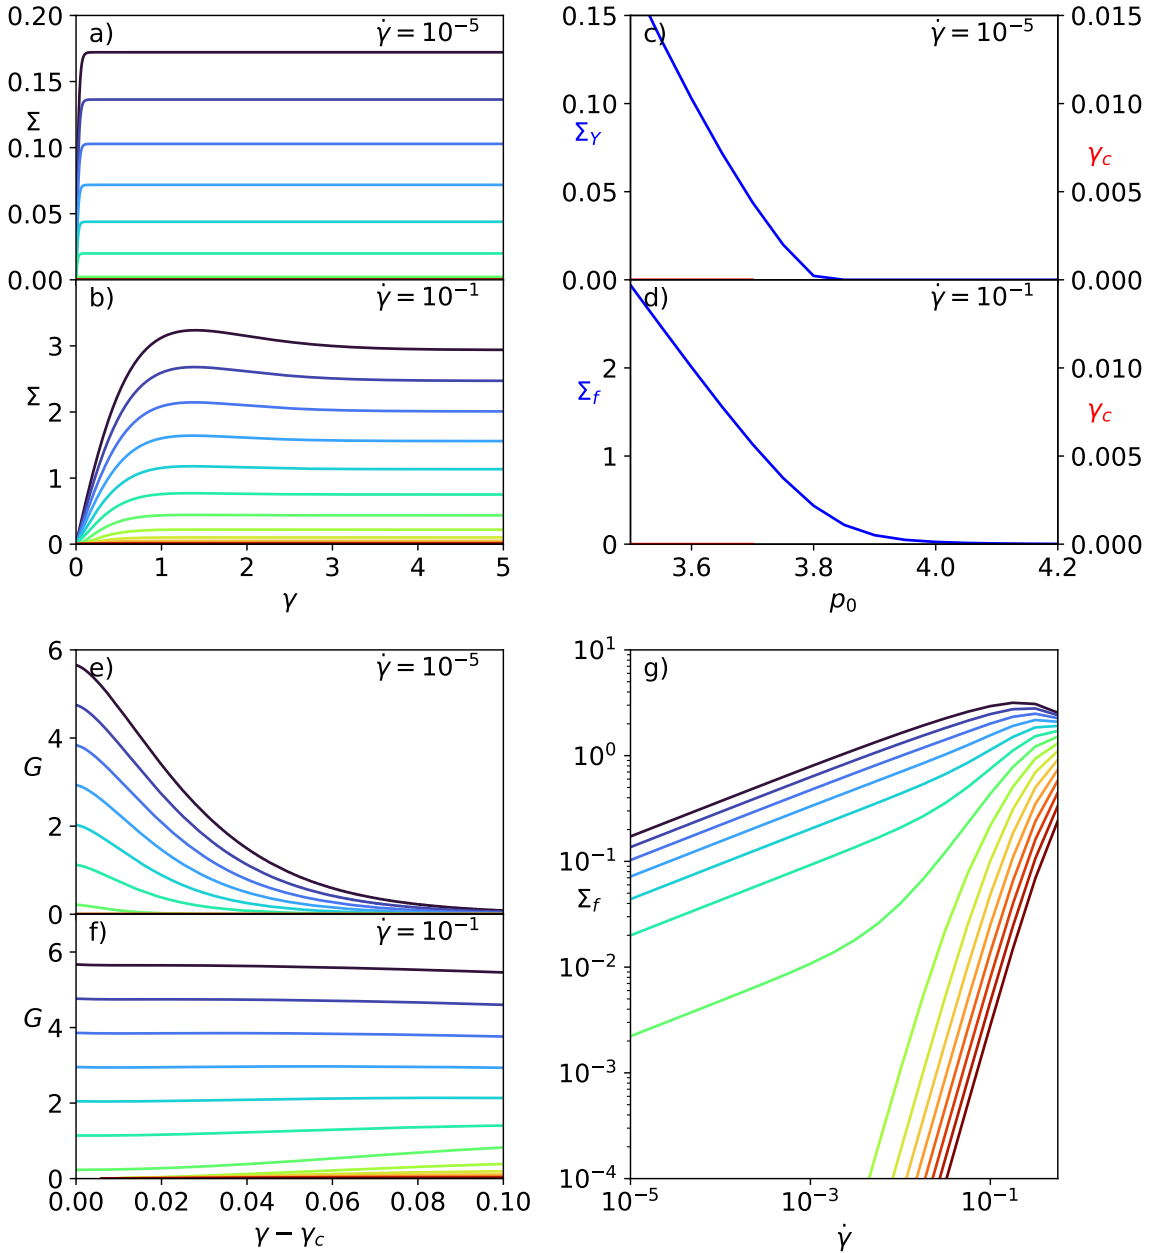 a)
γ̇ = 10⁻⁵
0.20
0.15
Σ
0.10
0.05
0.00
b)
γ̇ = 10⁻¹
3
Σ
2
1
0
0
1
2
3
4
5
γ
c)
γ̇ = 10⁻⁵
0.15
0.10
Σ_Y
0.05
0.00
0.015
0.010
γ_c
0.005
0.000
d)
γ̇ = 10⁻¹
2
Σ_f
1
0
0.010
γ_c
0.005
0.000
3.6
3.8
4.0
4.2
p₀
e)
γ̇ = 10⁻⁵
6
4
G
2
0
f)
γ̇ = 10⁻¹
6
4
G
2
0
0.00
0.02
0.04
0.06
0.08
0.10
γ − γ_c
g)
10¹
10⁰
10⁻¹
Σ_f
10⁻²
10⁻³
10⁻⁴
10⁻⁵
10⁻³
10⁻¹
γ̇